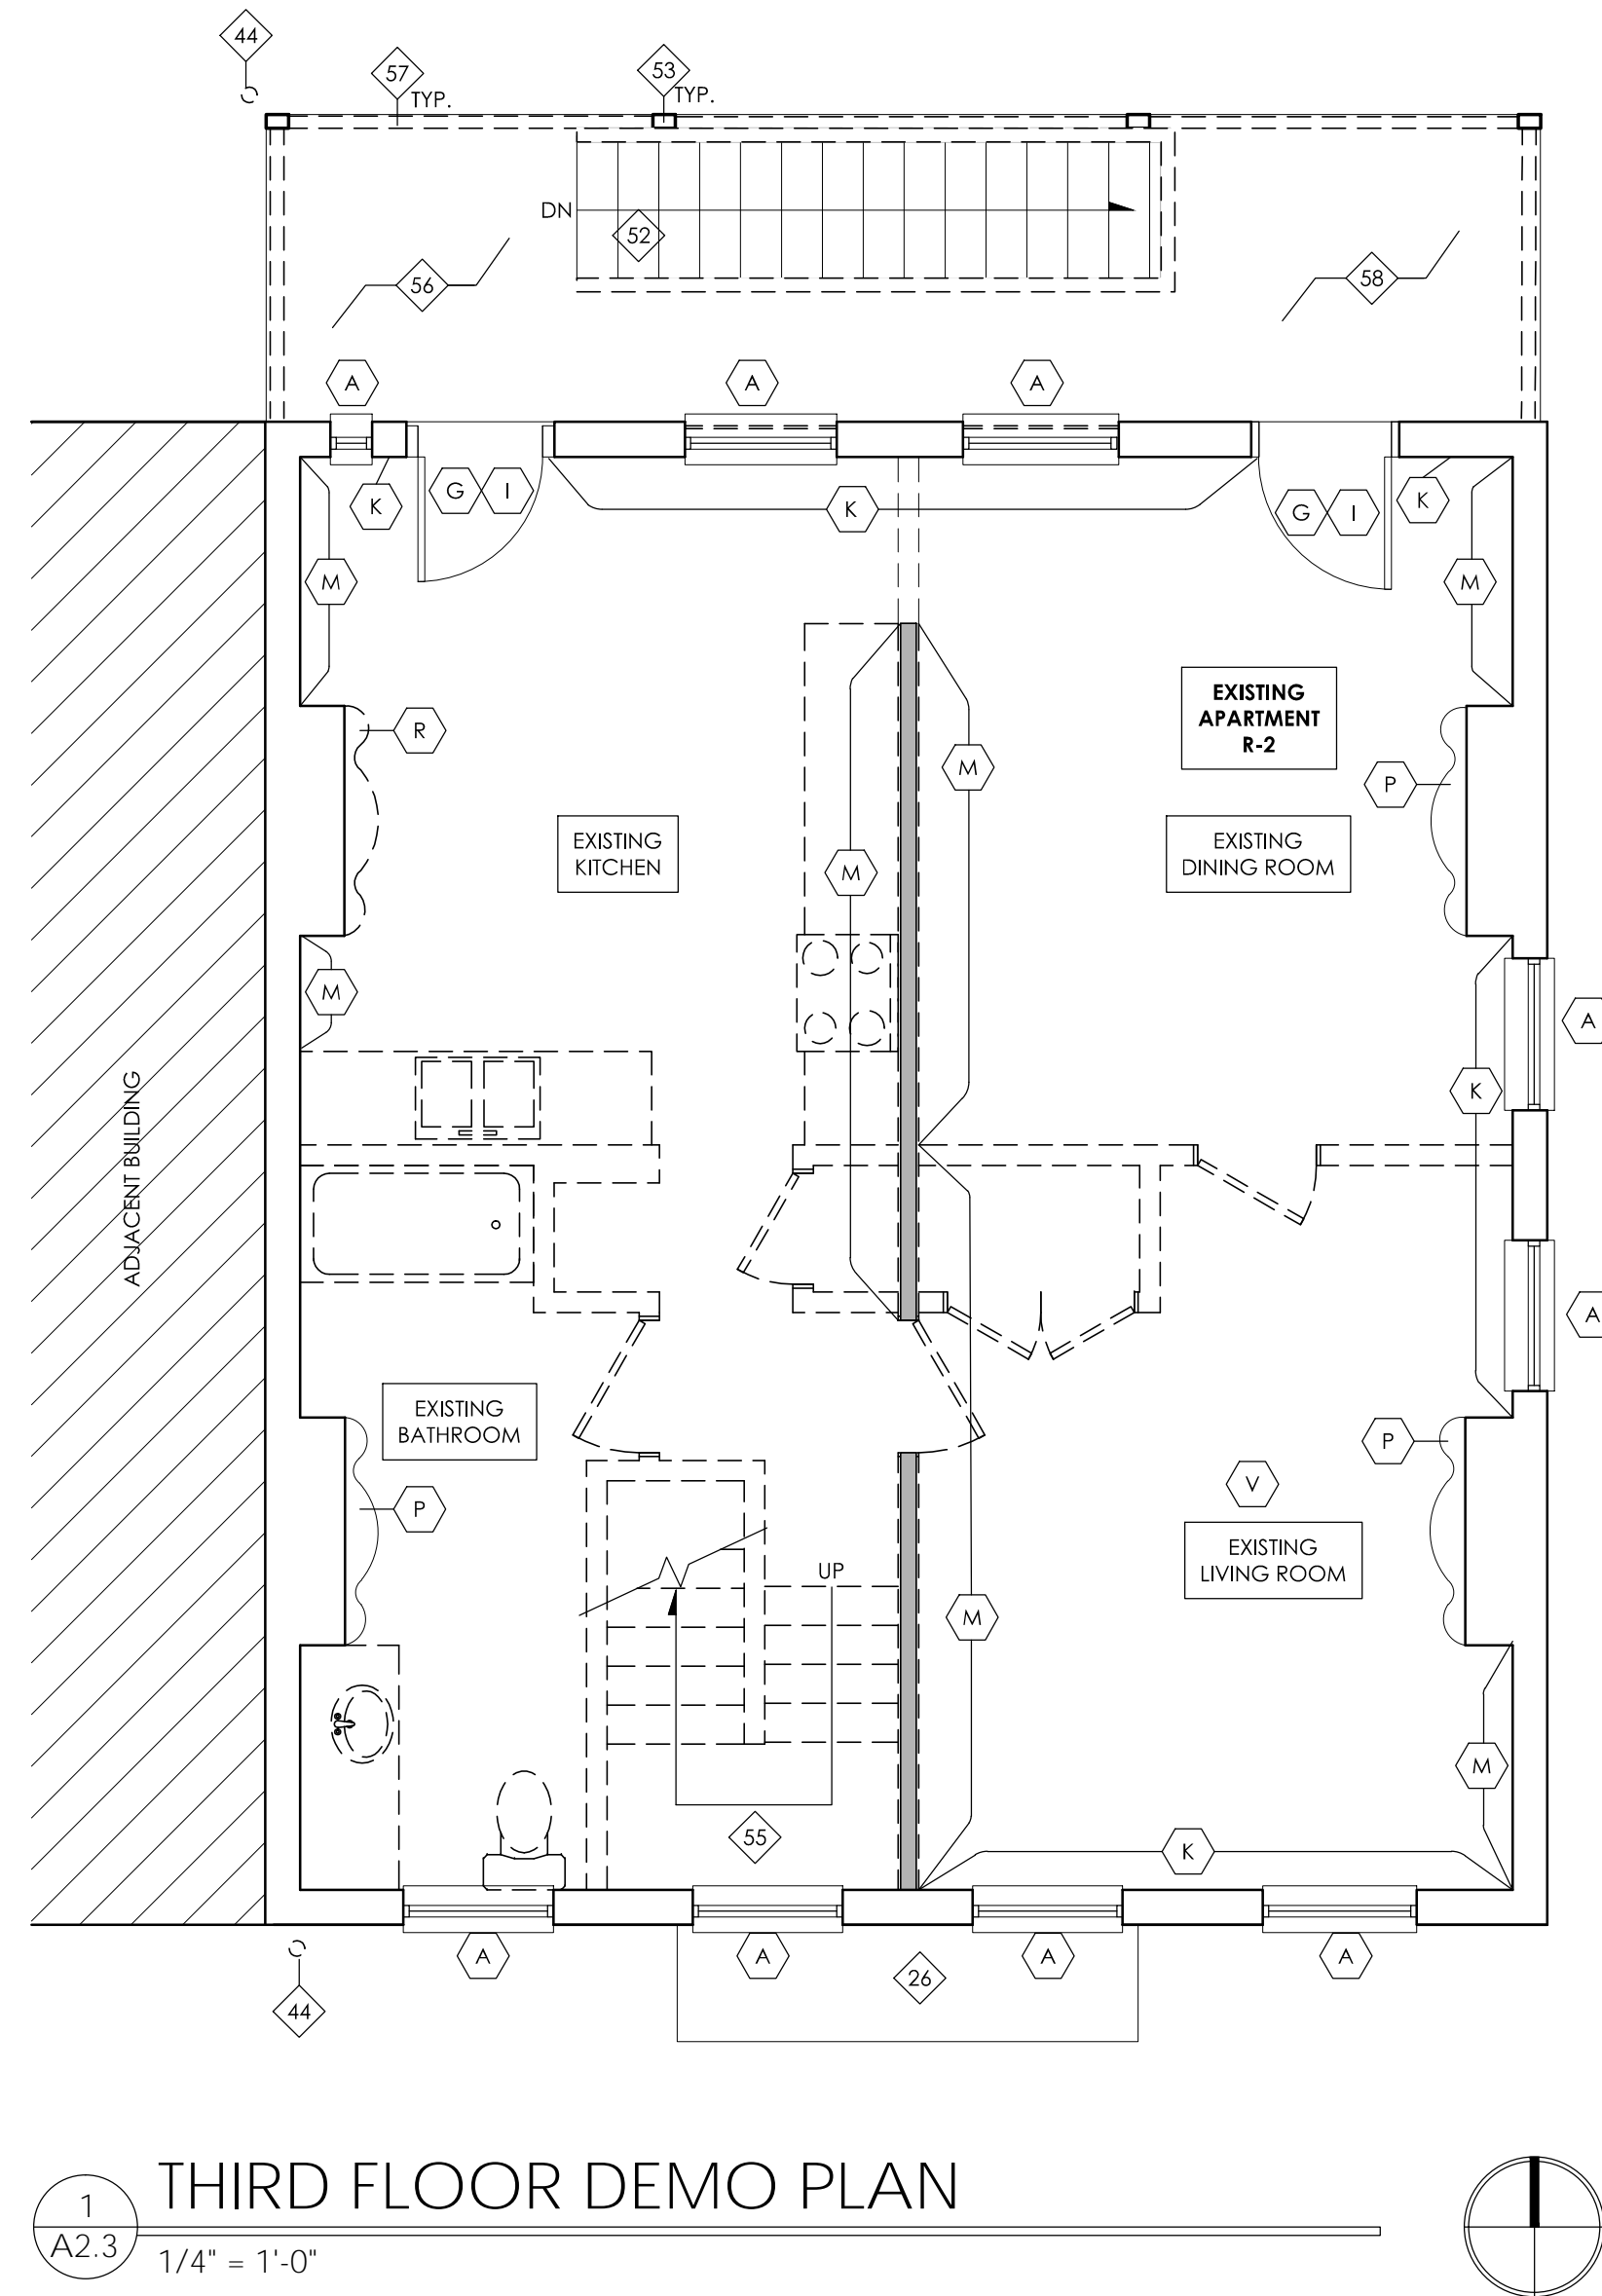 44
57
TYP.
53
TYP.
DN
52
56
58
A
A
A
K
G
I
K
G
I
K
M
M
R
EXISTING
APARTMENT
R-2
M
P
EXISTING
KITCHEN
EXISTING
DINING ROOM
M
M
A
K
ADJACENT BUILDING
A
EXISTING
BATHROOM
P
V
P
EXISTING
LIVING ROOM
UP
M
M
55
K
A
A
A
A
26
44
1
A2.3
THIRD FLOOR DEMO PLAN
1/4" = 1'-0"